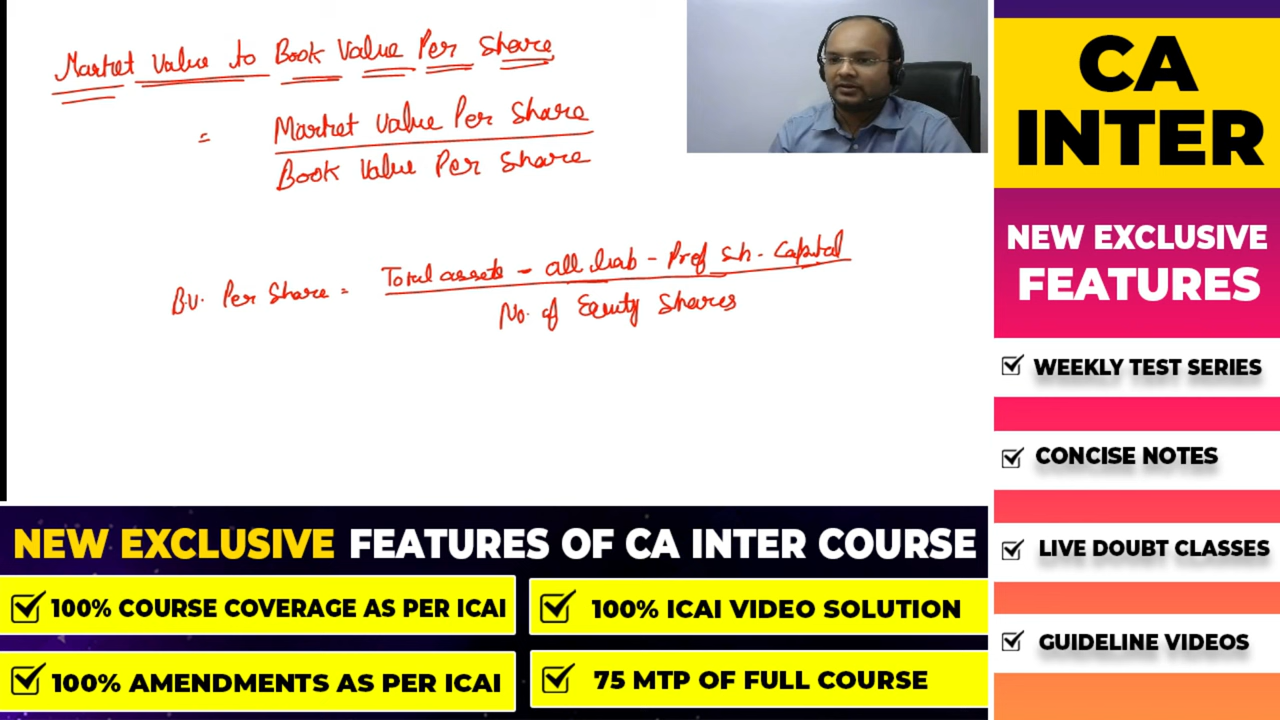 Market Value to Book Value Per Share
= Market Value Per Share
Book Value Per Share
B.V. Per Share = Total assets - all liab - Pref Sh. Capital
No. of Equity Shares
CA
INTER
NEW EXCLUSIVE
FEATURES
WEEKLY TEST SERIES
CONCISE NOTES
LIVE DOUBT CLASSES
GUIDELINE VIDEOS
NEW EXCLUSIVE FEATURES OF CA INTER COURSE
100% COURSE COVERAGE AS PER ICAI
100% ICAI VIDEO SOLUTION
100% AMENDMENTS AS PER ICAI
75 MTP OF FULL COURSE